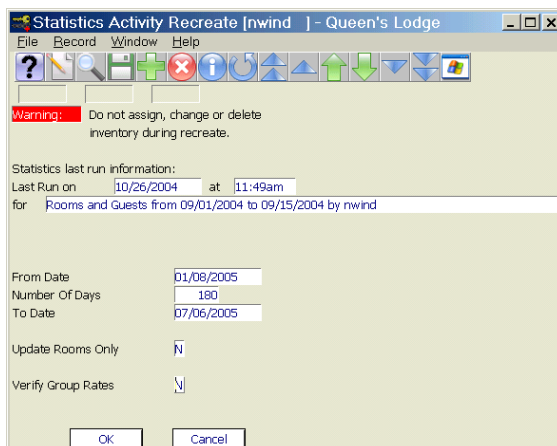 Statistics Activity Recreate [nwind ] - Queen's Lodge
File Record Window Help
Warning: Do not assign, change or delete
inventory during recreate.
Statistics last run information:
Last Run on 10/26/2004 at 11:49am
for Rooms and Guests from 09/01/2004 to 09/15/2004 by nwind
From Date 01/08/2005
Number Of Days 180
To Date 07/06/2005
Update Rooms Only N
Verify Group Rates
OK Cancel